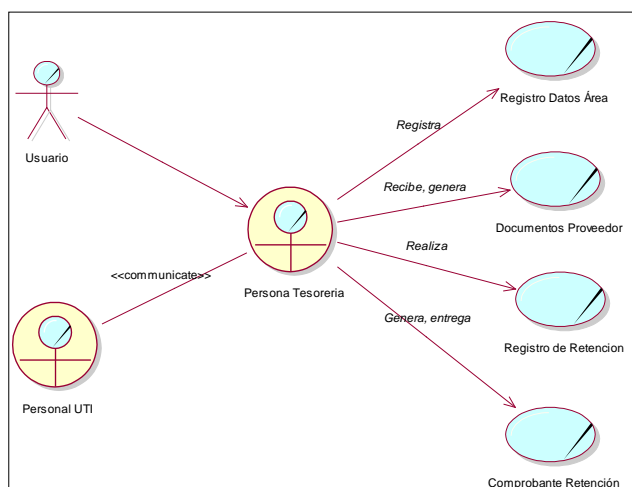 Registro Datos Área
Registra
Usuario
Recibe, genera
Documentos Proveedor
Realiza
<<communicate>>
Persona Tesoreria
Genera, entrega
Registro de Retencion
Personal UTI
Comprobante Retención